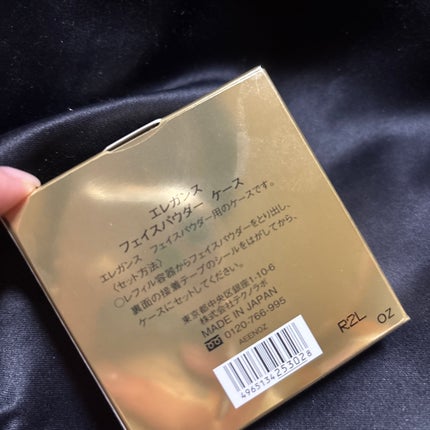 エレガンス
フェイスパウダー ケース
エレガンス フェイスパウダー用のケースです。
〈セット方法〉
○レフィル容器からフェイスパウダーをとり出し、
裏面の接着テープのシールをはがしてから、
ケースにセットしてください。
東京都中央区銀座1-10-6
株式会社テクノラボ
MADE IN JAPAN
0120-766-995
AEEN0Z
4965134253028
R2L OZ